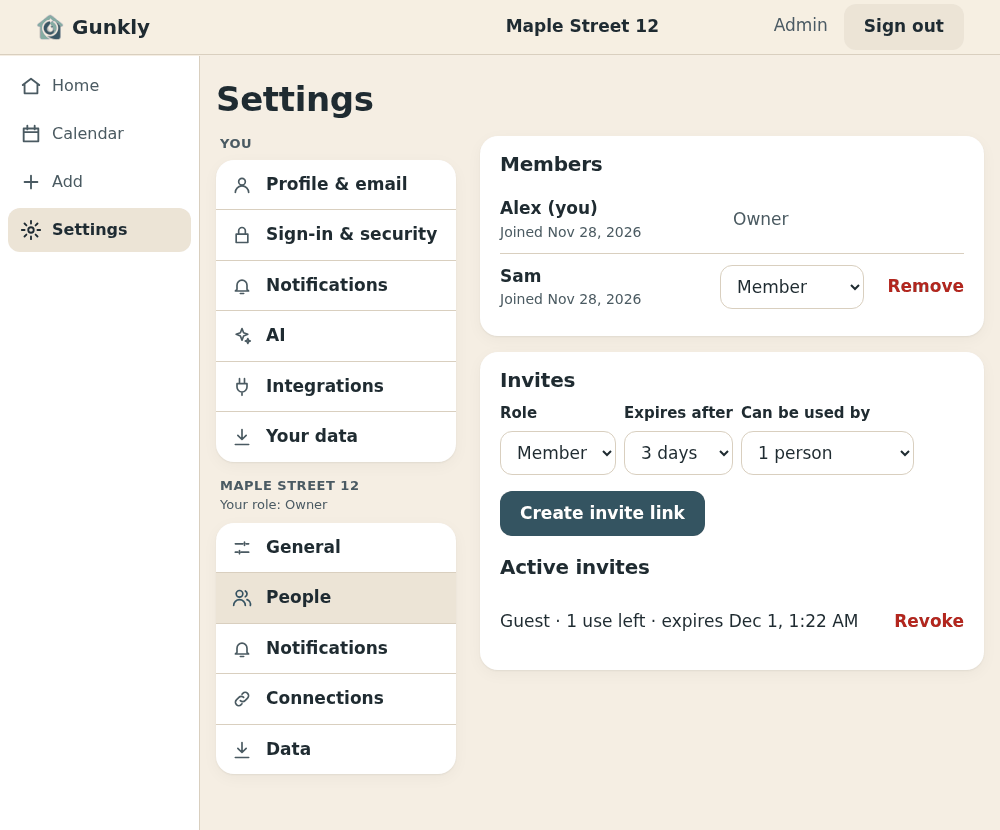 Gunkly
Maple Street 12
Admin
Sign out
Home
Calendar
Add
Settings
Settings
YOU
Profile & email
Sign-in & security
Notifications
AI
Integrations
Your data
MAPLE STREET 12
Your role: Owner
General
People
Notifications
Connections
Data
Members
Alex (you)
Joined Nov 28, 2026
Owner
Sam
Joined Nov 28, 2026
Member
Remove
Invites
Role
Expires after
Can be used by
Member
3 days
1 person
Create invite link
Active invites
Guest · 1 use left · expires Dec 1, 1:22 AM
Revoke